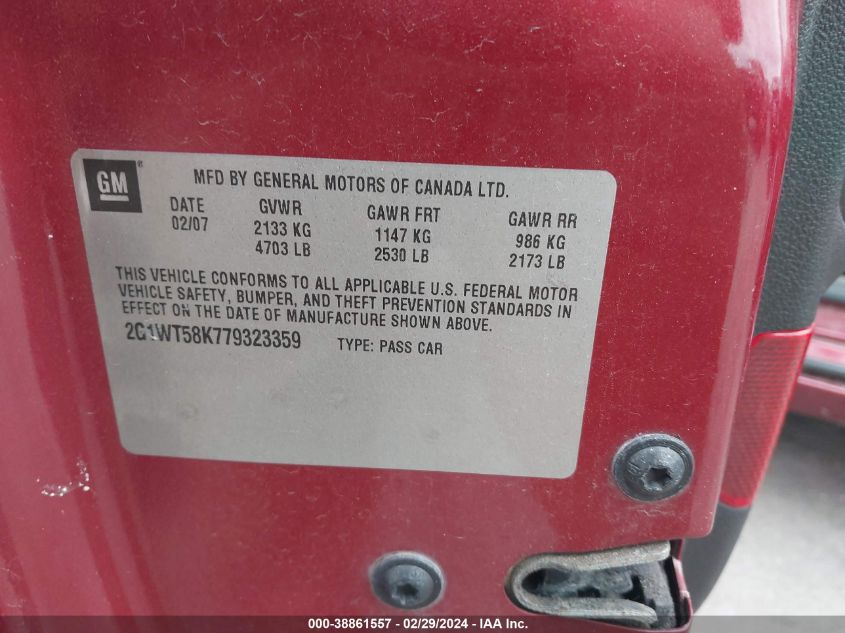 GM ®
MFD BY GENERAL MOTORS OF CANADA LTD.
DATE GVWR GAWR FRT GAWR RR
02/07 2133 KG 1147 KG 986 KG
4703 LB 2530 LB 2173 LB
THIS VEHICLE CONFORMS TO ALL APPLICABLE U.S. FEDERAL MOTOR
VEHICLE SAFETY, BUMPER, AND THEFT PREVENTION STANDARDS IN
EFFECT ON THE DATE OF MANUFACTURE SHOWN ABOVE.
2G1WT58K779323359 TYPE: PASS CAR
000-38861557 - 02/29/2024 - IAA Inc.